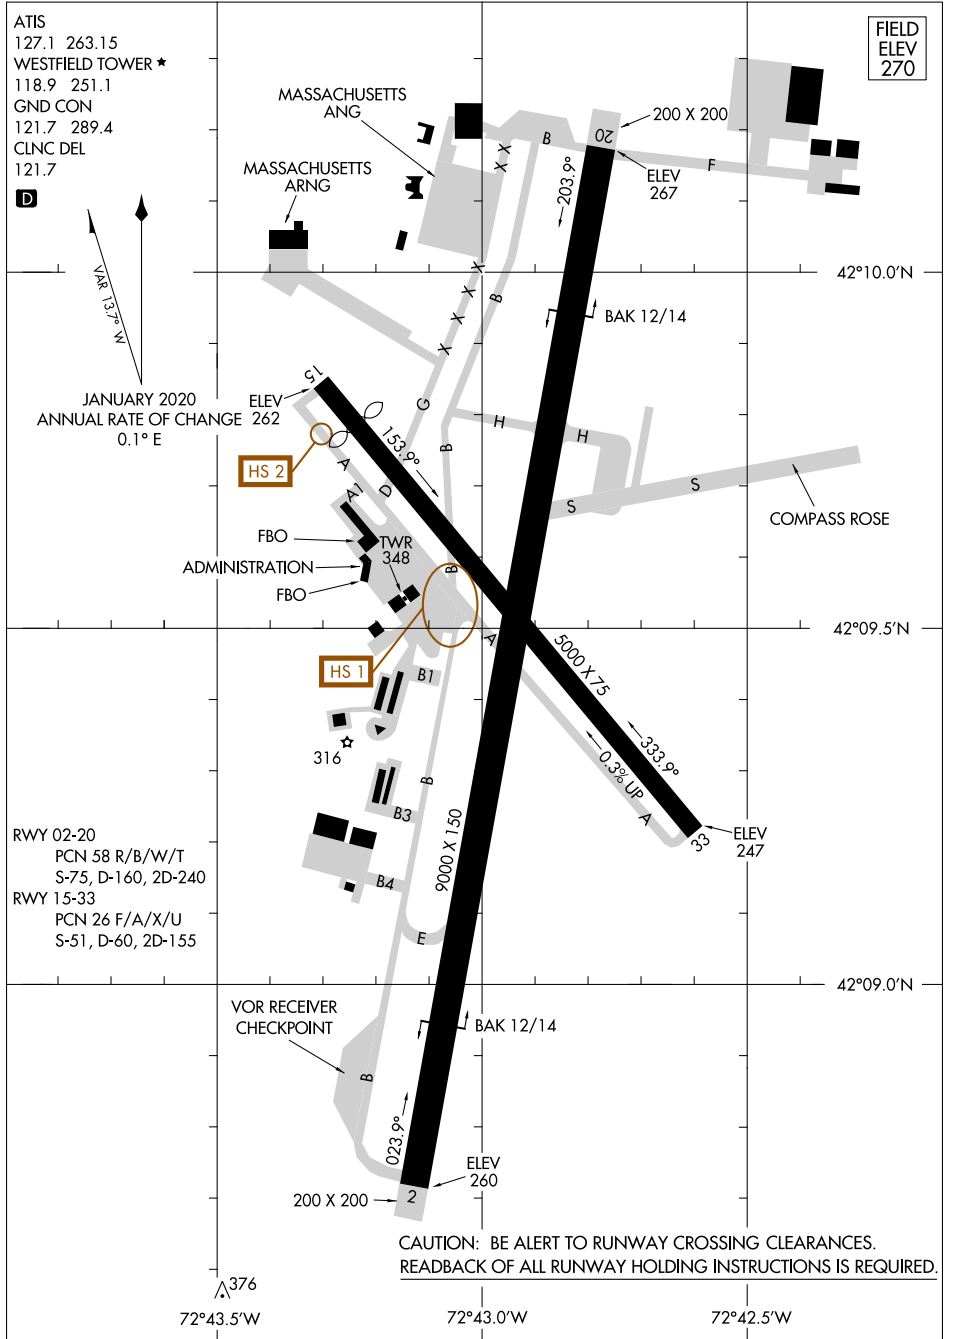 ATIS
127.1 263.15
WESTFIELD TOWER ★
118.9 251.1
GND CON
121.7 289.4
CLNC DEL
121.7
D
FIELD
ELEV
270
MASSACHUSETTS
ANG
MASSACHUSETTS
ARNG
200 X 200
20
B
F
ELEV
267
203.9°
X
X
VAR 13.7° W
JANUARY 2020
ANNUAL RATE OF CHANGE
0.1° E
42°10.0'N
X
X
B
X
X
BAK 12/14
15
ELEV
262
G
H
H
B
153.9°
HS 2
A
A1
D
S
S
COMPASS ROSE
FBO
TWR
348
ADMINISTRATION
FBO
B
42°09.5'N
A
HS 1
B1
5000 X 75
316
333.9°
0.3% UP
B
A
B3
33
ELEV
247
9000 X 150
RWY 02-20
PCN 58 R/B/W/T
S-75, D-160, 2D-240
RWY 15-33
PCN 26 F/A/X/U
S-51, D-60, 2D-155
B4
E
42°09.0'N
VOR RECEIVER
CHECKPOINT
BAK 12/14
B
023.9°
ELEV
260
200 X 200
2
CAUTION: BE ALERT TO RUNWAY CROSSING CLEARANCES.
READBACK OF ALL RUNWAY HOLDING INSTRUCTIONS IS REQUIRED.
376
72°43.5'W
72°43.0'W
72°42.5'W